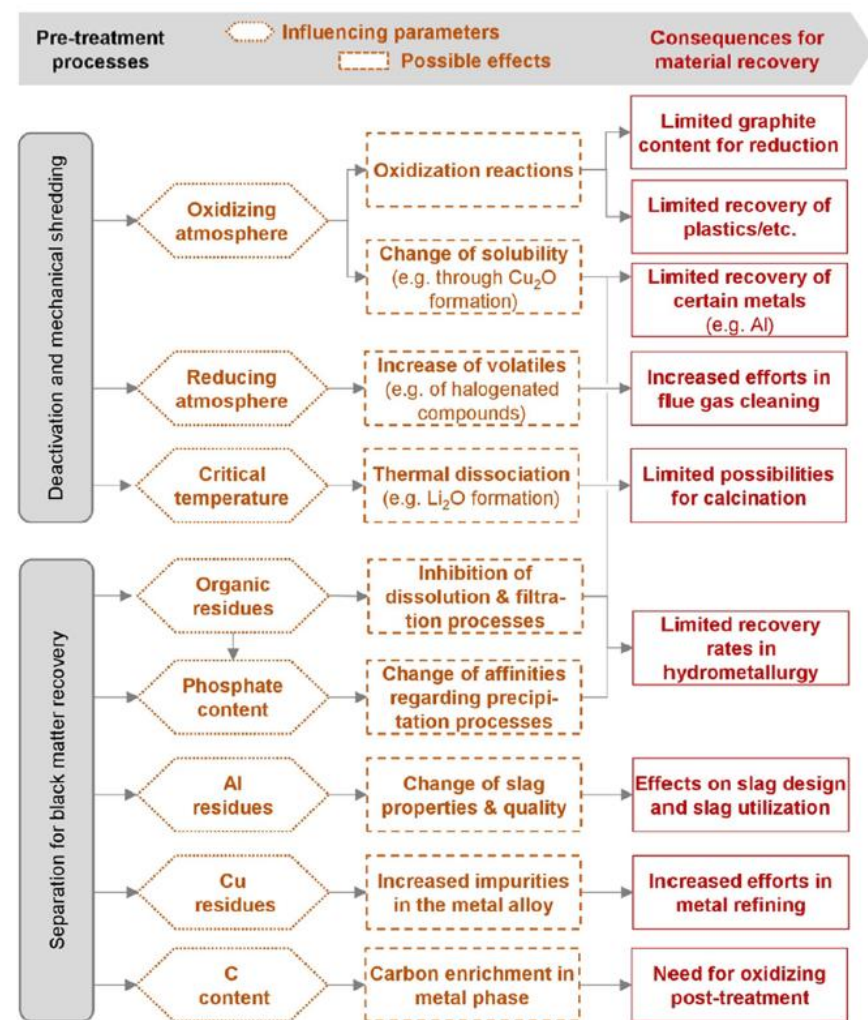 Pre-treatment
processes
Influencing parameters
Possible effects
Consequences for
material recovery
Deactivation and mechanical shredding
Oxidizing
atmosphere
Oxidization reactions
Limited graphite
content for reduction
Limited recovery of
plastics/etc.
Change of solubility
(e.g. through Cu₂O
formation)
Limited recovery of
certain metals
(e.g. Al)
Reducing
atmosphere
Increase of volatiles
(e.g. of halogenated
compounds)
Increased efforts in
flue gas cleaning
Critical
temperature
Thermal dissociation
(e.g. Li₂O formation)
Limited possibilities
for calcination
Separation for black matter recovery
Organic
residues
Inhibition of
dissolution & filtra-
tion processes
Limited recovery
rates in
hydrometallurgy
Phosphate
content
Change of affinities
regarding precipi-
tation processes
Al
residues
Change of slag
properties & quality
Effects on slag design
and slag utilization
Cu
residues
Increased impurities
in the metal alloy
Increased efforts in
metal refining
C
content
Carbon enrichment in
metal phase
Need for oxidizing
post-treatment